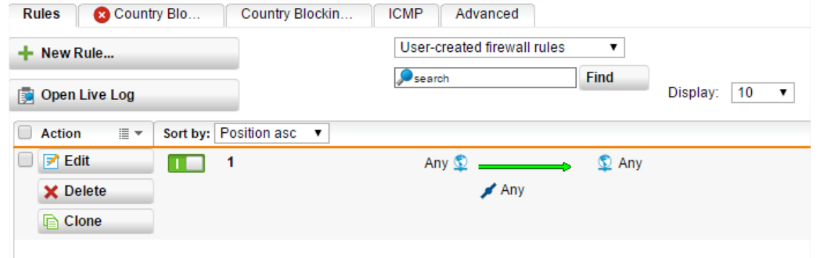 Rules Country Blo... Country Blockin... ICMP Advanced
New Rule... User-created firewall rules
search Find
Open Live Log Display: 10
Action Sort by: Position asc
Edit 1 Any Any
Delete Any
Clone